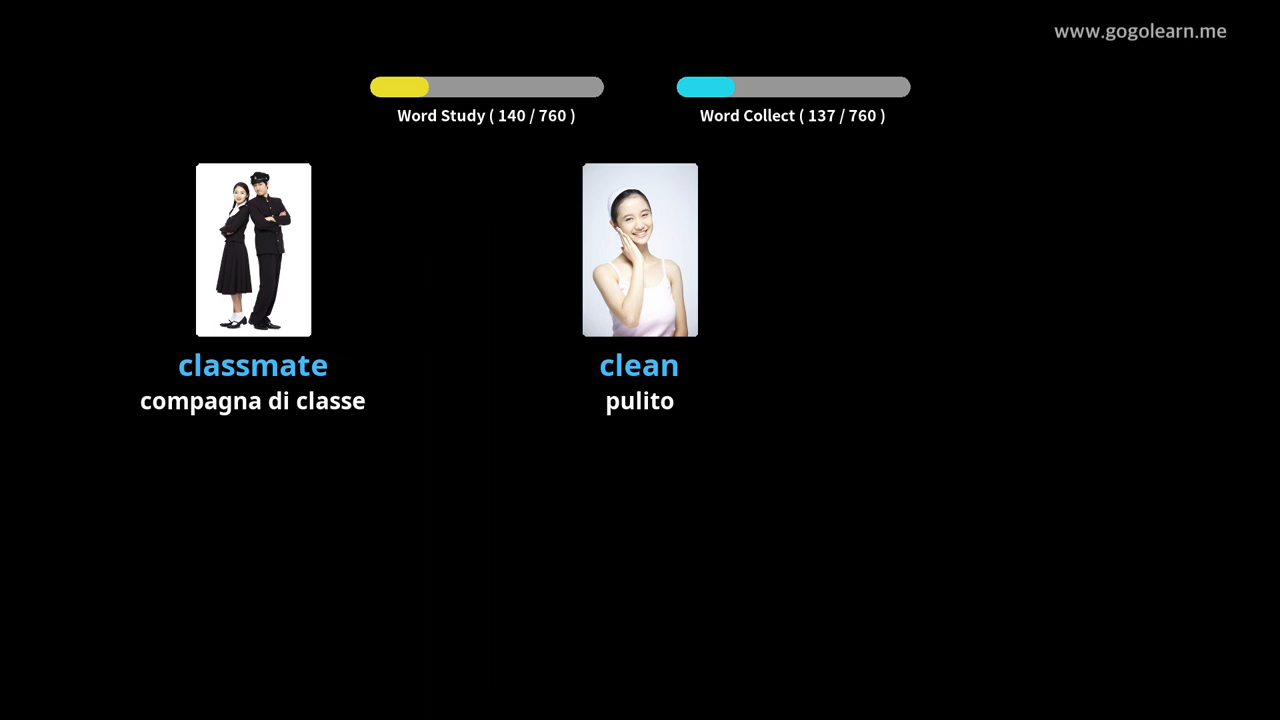 www.gogolearn.me
Word Study ( 140 / 760 )
Word Collect ( 137 / 760 )
classmate
compagna di classe
clean
pulito